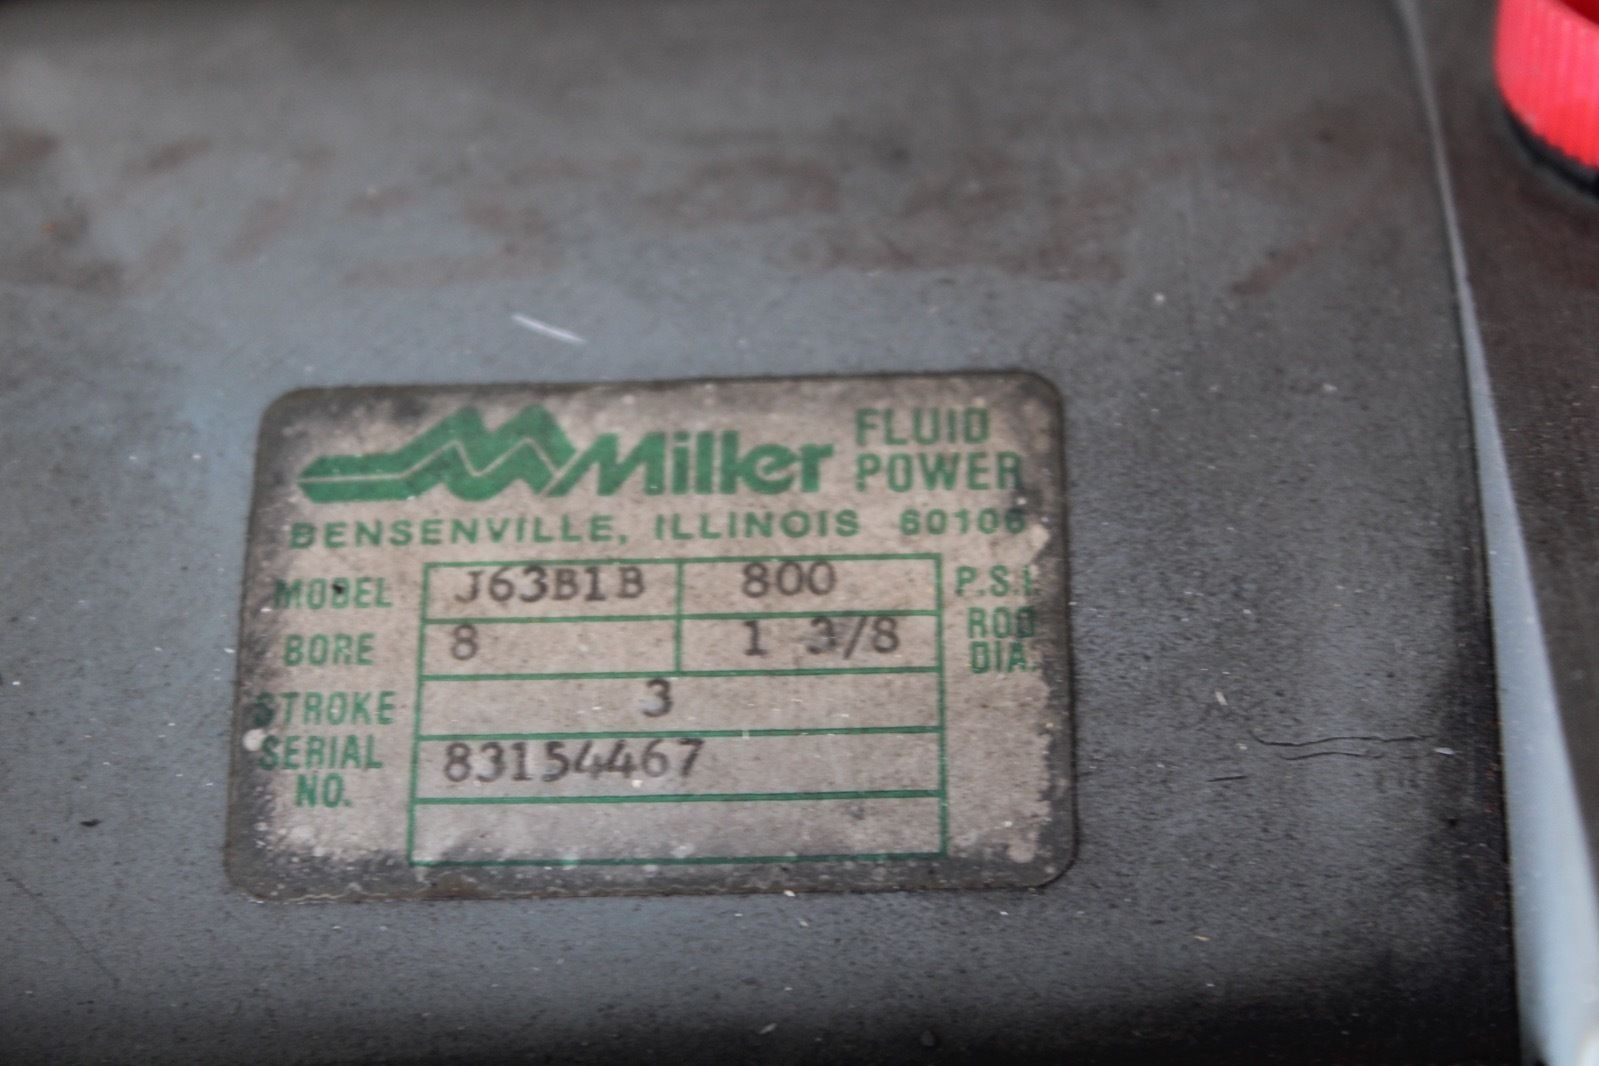 Miller FLUID POWER
BENSENVILLE, ILLINOIS 60106
MODEL J63B1B 800 P.S.I.
BORE 8 1 3/8 ROD DIA.
STROKE 3
SERIAL NO. 83154467